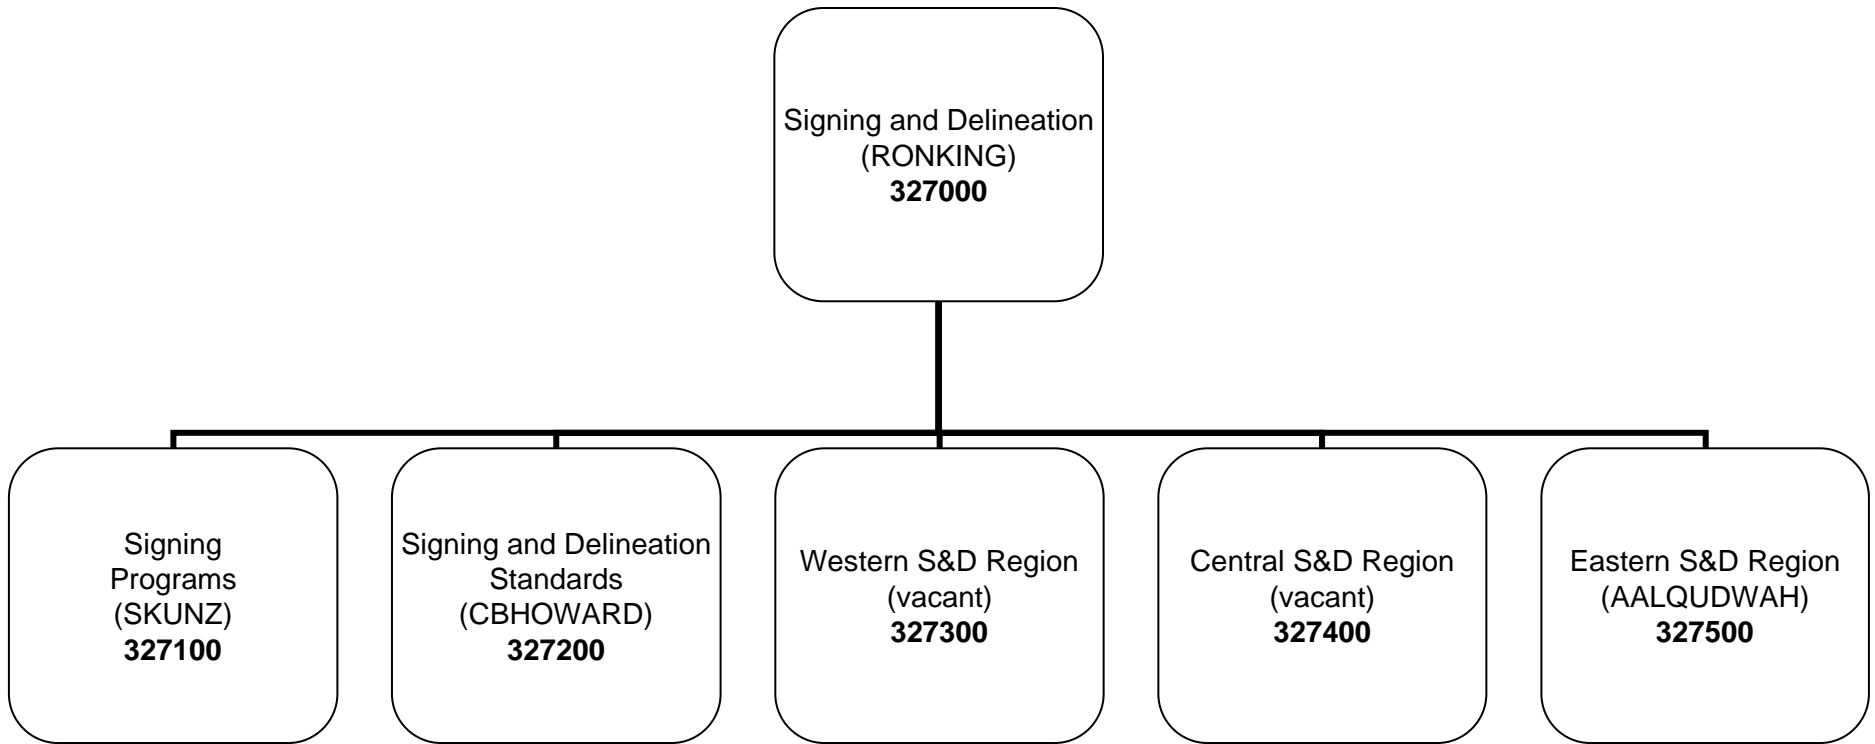 Signing and Delineation
(RONKING)
327000
Signing
Programs
(SKUNZ)
327100
Signing and Delineation
Standards
(CBHOWARD)
327200
Western S&D Region
(vacant)
327300
Central S&D Region
(vacant)
327400
Eastern S&D Region
(AALQUDWAH)
327500